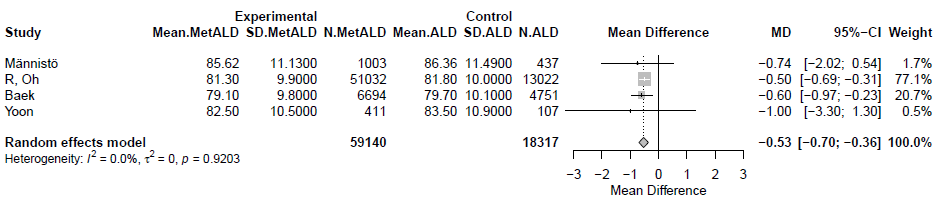 Experimental Control
Study Mean.MetALD SD.MetALD N.MetALD Mean.ALD SD.ALD N.ALD Mean Difference MD 95%−CI Weight
Männistö 85.62 11.1300 1003 86.36 11.4900 437 −0.74 [−2.02; 0.54] 1.7%
R, Oh 81.30 9.9000 51032 81.80 10.0000 13022 −0.50 [−0.69; −0.31] 77.1%
Baek 79.10 9.8000 6694 79.70 10.1000 4751 −0.60 [−0.97; −0.23] 20.7%
Yoon 82.50 10.5000 411 83.50 10.9000 107 −1.00 [−3.30; 1.30] 0.5%
Random effects model 59140 18317 −0.53 [−0.70; −0.36] 100.0%
Heterogeneity: I² = 0.0%, τ² = 0, p = 0.9203
−3 −2 −1 0 1 2 3
Mean Difference